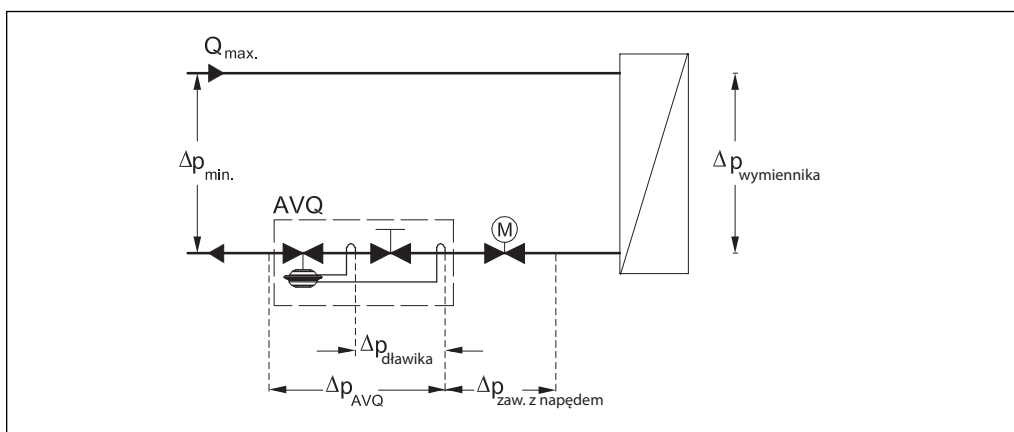 Qmax.
Δpmin.
Δpwymiennika
AVQ
M
Δpdławika
ΔpAVQ
Δpzaw. z napędem